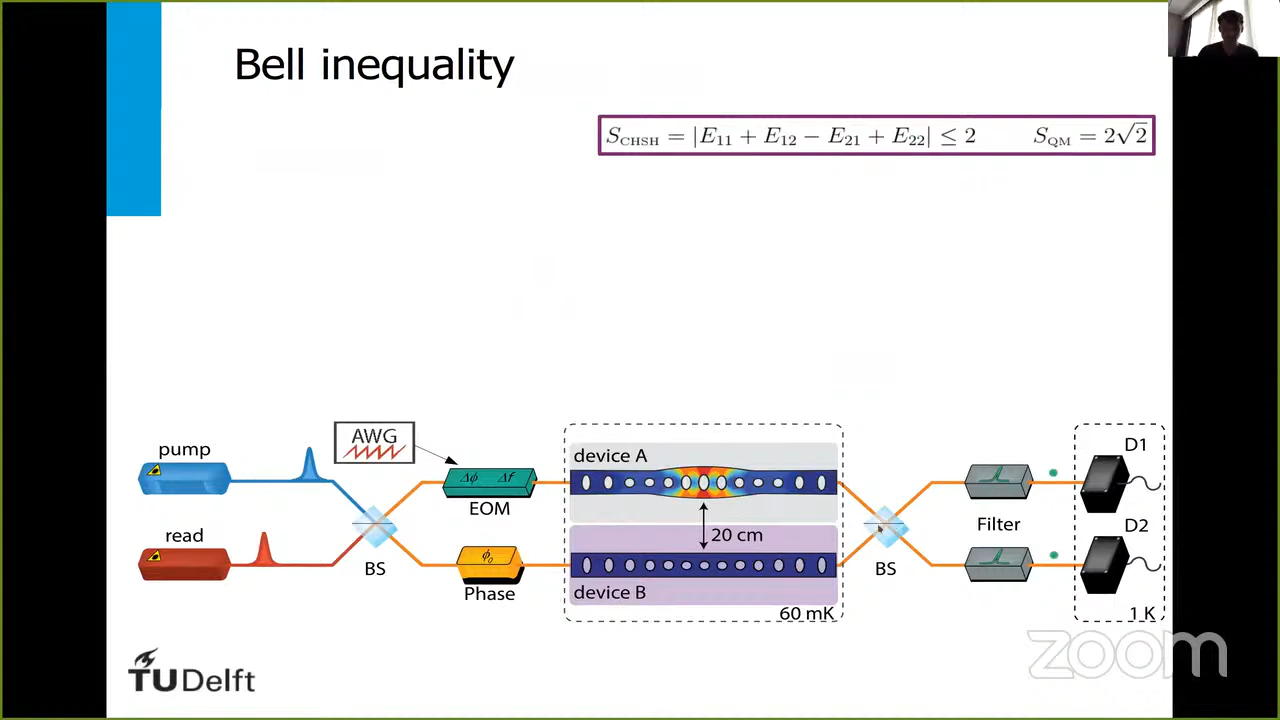 Bell inequality
S_CHSH = |E₁₁ + E₁₂ − E₂₁ + E₂₂| ≤ 2 S_QM = 2√2
pump
AWG
Δϕ Δf
EOM
device A
D1
20 cm
Filter
read
BS
ϕ₀
Phase
device B
60 mK
BS
D2
1 K
TUDelft
zoom